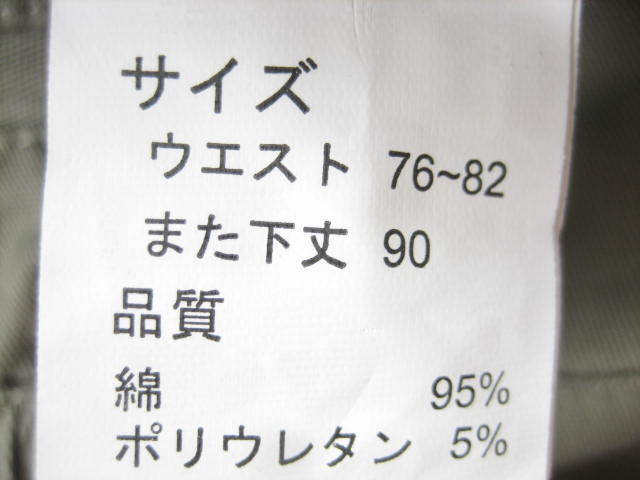 サイズ
ウエスト 76~82
また下丈 90
品質
綿 95%
ポリウレタン 5%